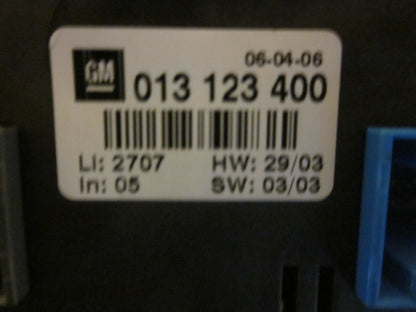 06-04-06
GM 013 123 400
LI: 2707 HW: 29/03
In: 05 SW: 03/03